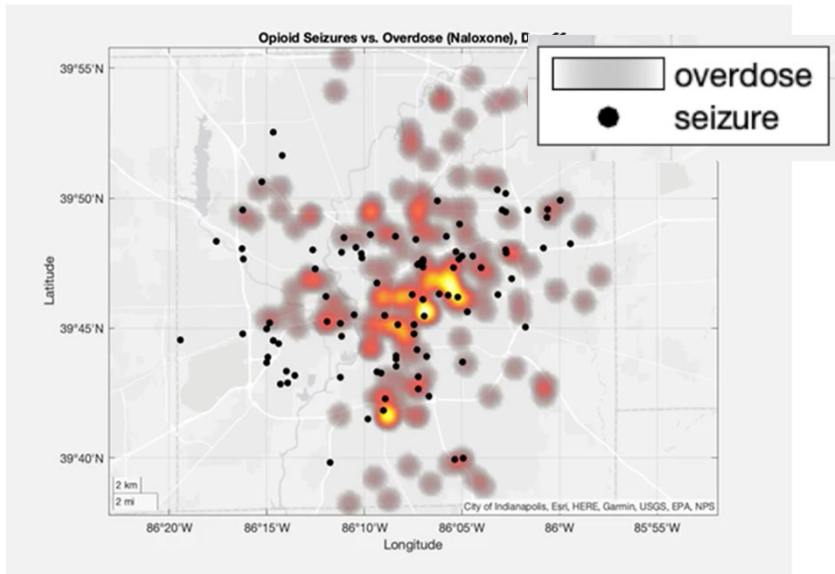 Opioid Seizures vs. Overdose (Naloxone),
overdose
seizure
39°55'N
39°50'N
39°45'N
39°40'N
Latitude
2 km
2 mi
City of Indianapolis, Esri, HERE, Garmin, USGS, EPA, NPS
86°20'W
86°15'W
86°10'W
86°05'W
86°W
85°55'W
Longitude